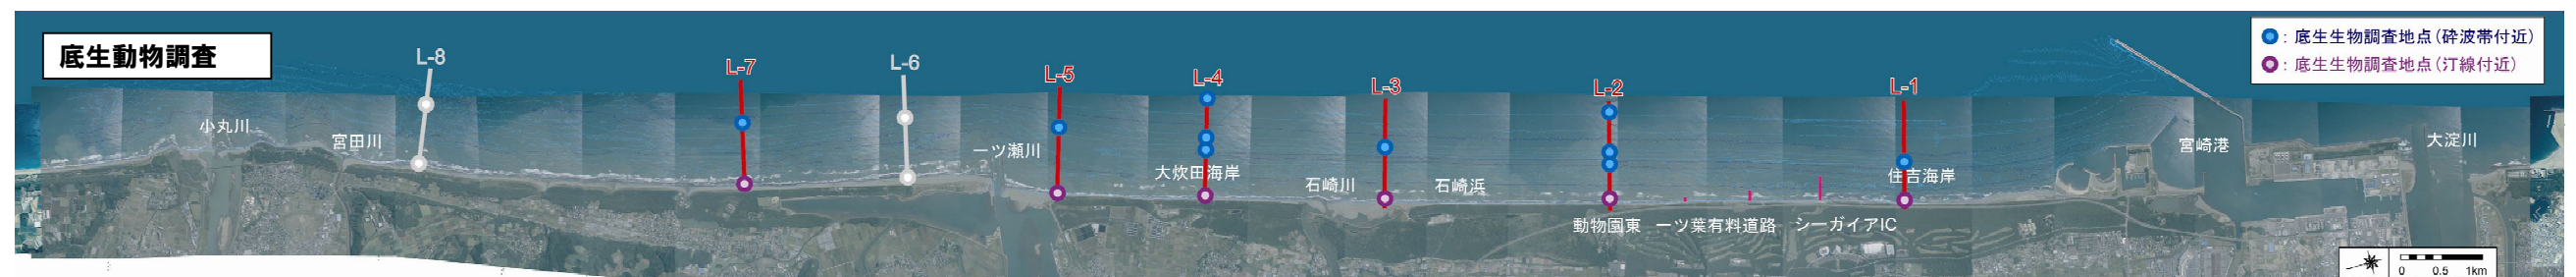 底生動物調査
L-8
L-7
L-6
L-5
L-4
L-3
L-2
L-1
●：底生生物調査地点(砕波帯付近)
●：底生生物調査地点(汀線付近)
小丸川
宮田川
一ツ瀬川
大炊田海岸
石崎川
石崎浜
住吉海岸
宮崎港
大淀川
動物園東
一ツ葉有料道路
シーガイアIC
0 0.5 1km